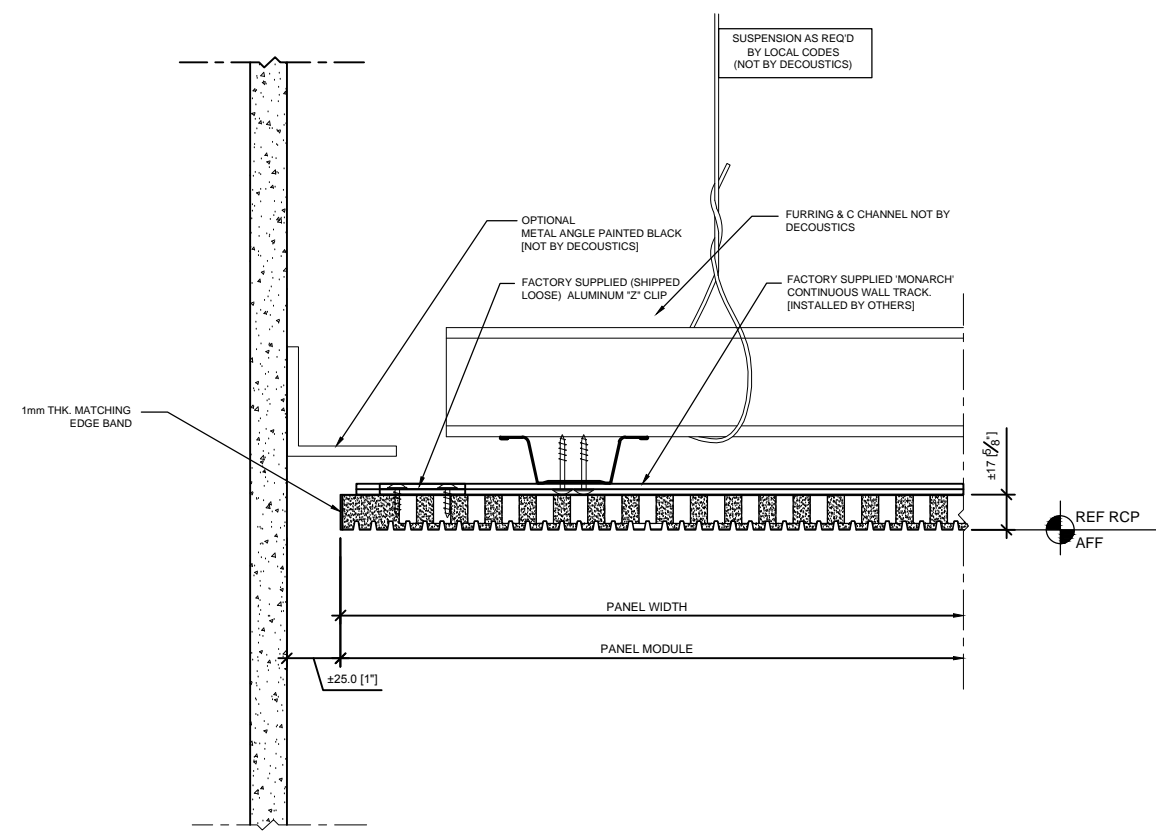 SUSPENSION AS REQ'D
BY LOCAL CODES
(NOT BY DECOUSTICS)
OPTIONAL
METAL ANGLE PAINTED BLACK
[NOT BY DECOUSTICS]
FURRING & C CHANNEL NOT BY
DECOUSTICS
FACTORY SUPPLIED (SHIPPED
LOOSE) ALUMINUM "Z" CLIP
FACTORY SUPPLIED 'MONARCH'
CONTINUOUS WALL TRACK.
[INSTALLED BY OTHERS]
1mm THK. MATCHING
EDGE BAND
±17 [5/8"]
REF RCP
AFF
PANEL WIDTH
PANEL MODULE
±25.0 [1"]